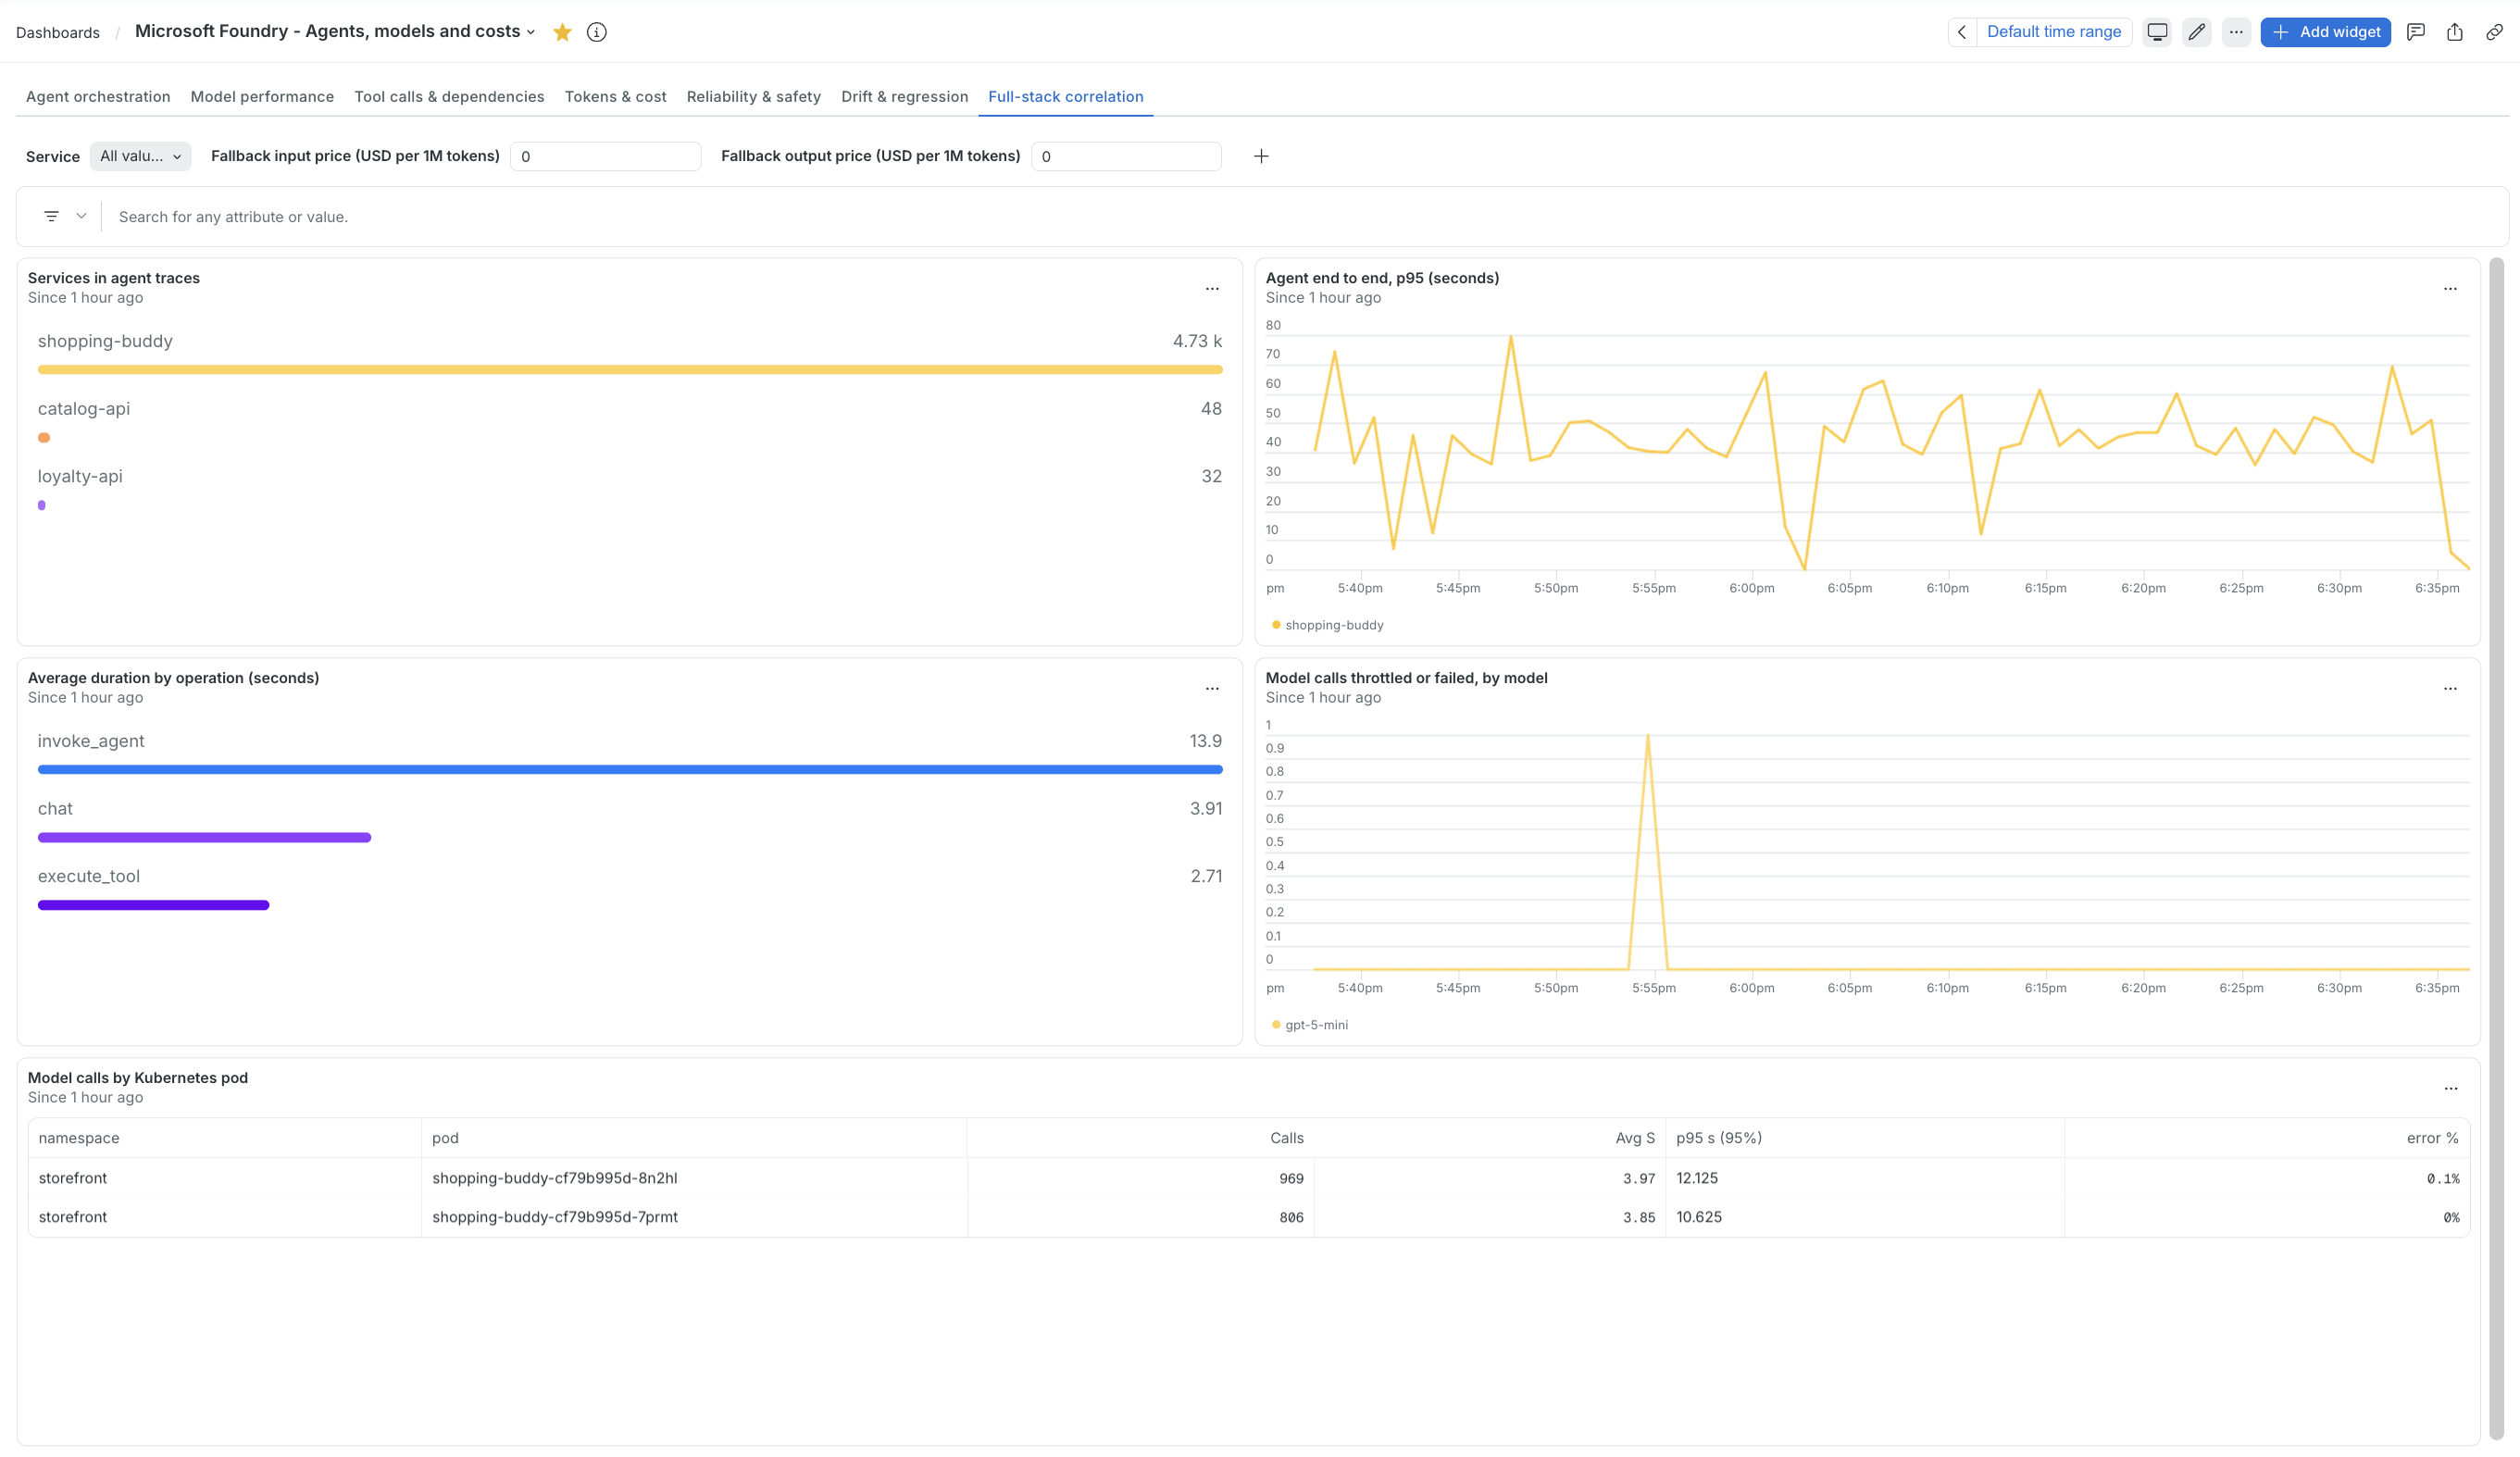 Dashboards / Microsoft Foundry - Agents, models and costs
Default time range
Add widget
Agent orchestration Model performance Tool calls & dependencies Tokens & cost Reliability & safety Drift & regression Full-stack correlation
Service All valu... Fallback input price (USD per 1M tokens) 0 Fallback output price (USD per 1M tokens) 0
Search for any attribute or value.
Services in agent traces
Since 1 hour ago
shopping-buddy 4.73 k
catalog-api 48
loyalty-api 32
Agent end to end, p95 (seconds)
Since 1 hour ago
80
70
60
50
40
30
20
10
0
pm 5:40pm 5:45pm 5:50pm 5:55pm 6:00pm 6:05pm 6:10pm 6:15pm 6:20pm 6:25pm 6:30pm 6:35pm
shopping-buddy
Average duration by operation (seconds)
Since 1 hour ago
invoke_agent 13.9
chat 3.91
execute_tool 2.71
Model calls throttled or failed, by model
Since 1 hour ago
1
0.9
0.8
0.7
0.6
0.5
0.4
0.3
0.2
0.1
0
pm 5:40pm 5:45pm 5:50pm 5:55pm 6:00pm 6:05pm 6:10pm 6:15pm 6:20pm 6:25pm 6:30pm 6:35pm
gpt-5-mini
Model calls by Kubernetes pod
Since 1 hour ago
namespace pod Calls Avg S p95 s (95%) error %
storefront shopping-buddy-cf79b995d-8n2hl 969 3.97 12.125 0.1%
storefront shopping-buddy-cf79b995d-7prmt 806 3.85 10.625 0%